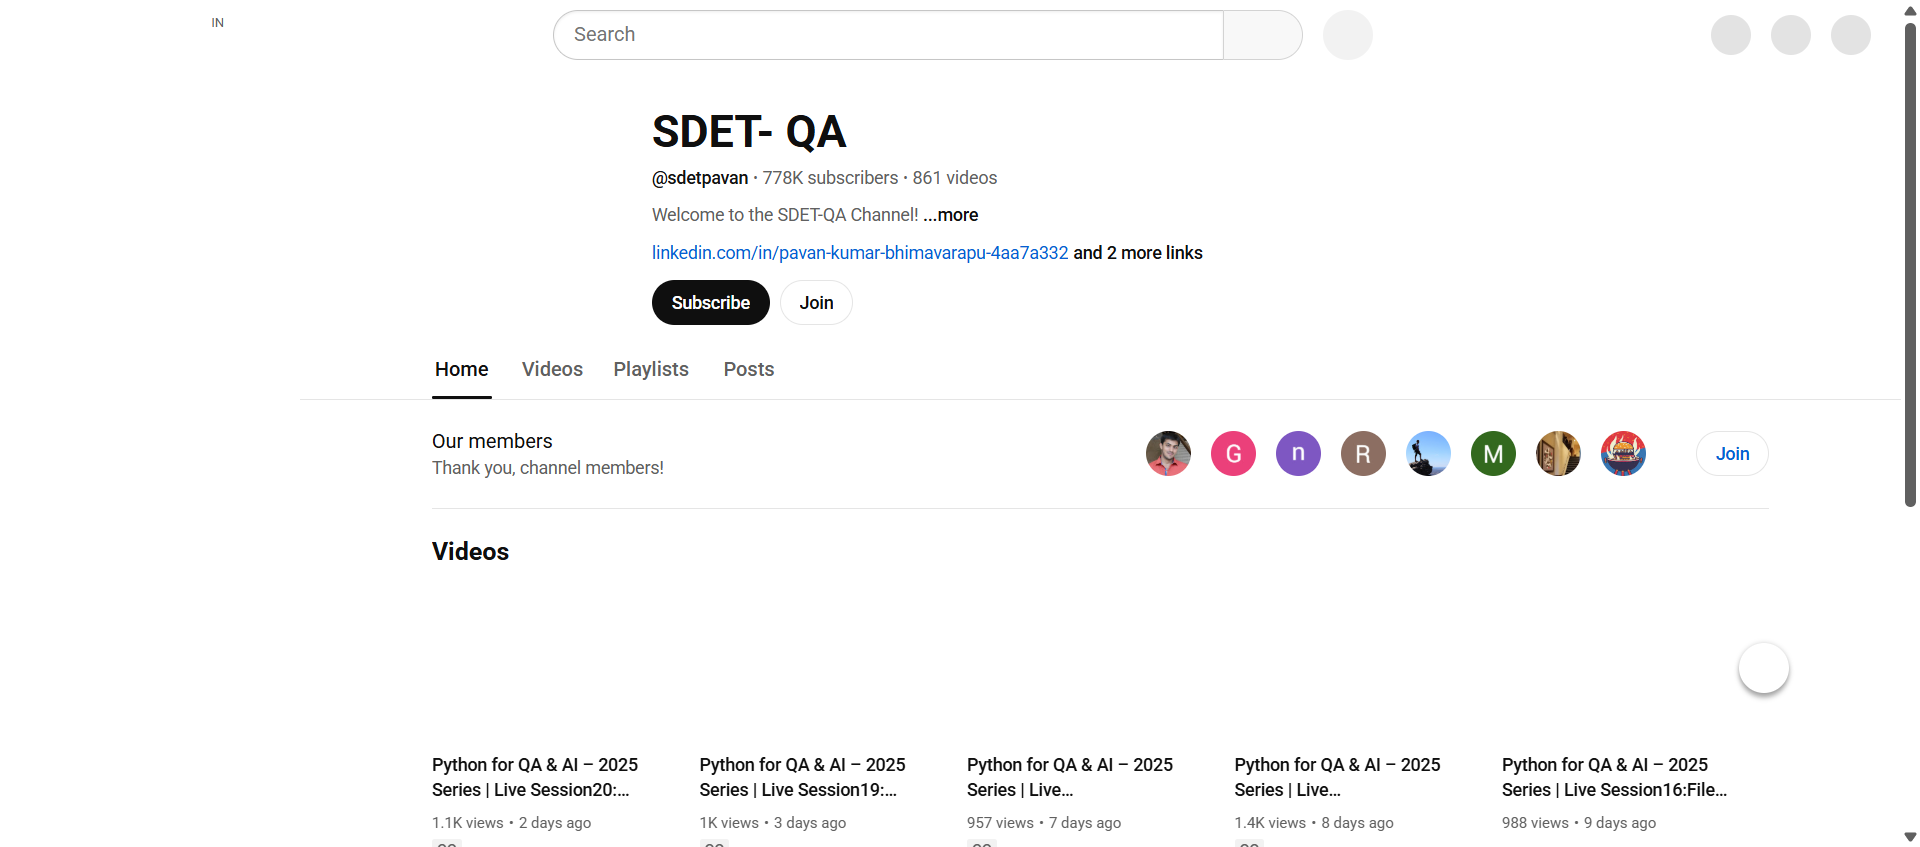 IN
Search
SDET- QA
@sdetpavan • 778K subscribers • 861 videos
Welcome to the SDET-QA Channel! ...more
linkedin.com/in/pavan-kumar-bhimavarapu-4aa7a332 and 2 more links
Subscribe Join
Home Videos Playlists Posts
Our members
Thank you, channel members!
G n R M
Join
Videos
Python for QA & AI – 2025
Series | Live Session20:...
1.1K views • 2 days ago
Python for QA & AI – 2025
Series | Live Session19:...
1K views • 3 days ago
Python for QA & AI – 2025
Series | Live...
957 views • 7 days ago
Python for QA & AI – 2025
Series | Live...
1.4K views • 8 days ago
Python for QA & AI – 2025
Series | Live Session16:File...
988 views • 9 days ago